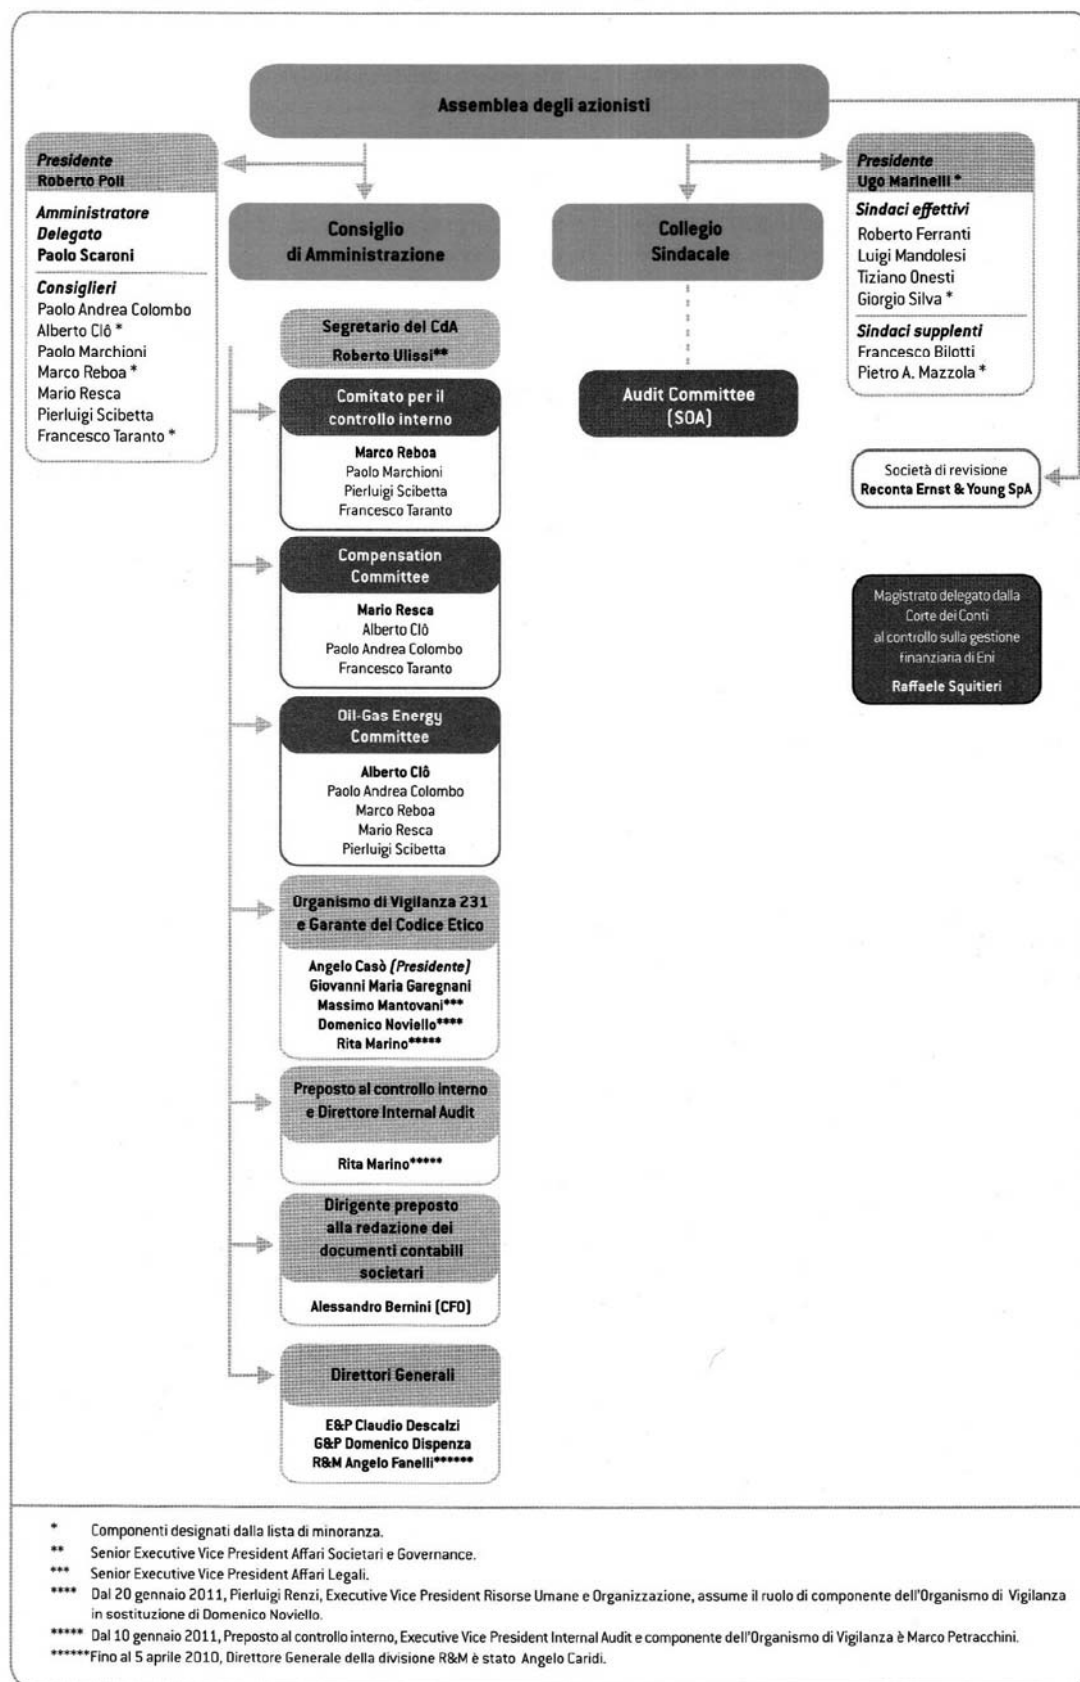 Assemblea degli azionisti
Presidente
Roberto Poli
Amministratore
Delegato
Paolo Scaroni
Consiglieri
Paolo Andrea Colombo
Alberto Clô *
Paolo Marchioni
Marco Reboa *
Mario Resca
Pierluigi Scibetta
Francesco Taranto *
Consiglio
di Amministrazione
Segretario del CdA
Roberto Ulissi**
Comitato per il
controllo interno
Marco Reboa
Paolo Marchioni
Pierluigi Scibetta
Francesco Taranto
Compensation
Committee
Mario Resca
Alberto Clô
Paolo Andrea Colombo
Francesco Taranto
Oil-Gas Energy
Committee
Alberto Clô
Paolo Andrea Colombo
Marco Reboa
Mario Resca
Pierluigi Scibetta
Organismo di Vigilanza 231
e Garante del Codice Etico
Angelo Casò (Presidente)
Giovanni Maria Garegnani
Massimo Mantovani***
Domenico Noviello****
Rita Marino*****
Preposto al controllo interno
e Direttore Internal Audit
Rita Marino*****
Dirigente preposto
alla redazione dei
documenti contabili
societari
Alessandro Bernini (CFO)
Direttori Generali
E&P Claudio Descalzi
G&P Domenico Dispenza
R&M Angelo Fanelli******
Collegio
Sindacale
Audit Committee
(SOA)
Presidente
Ugo Marinelli *
Sindaci effettivi
Roberto Ferranti
Luigi Mandolesi
Tiziano Onesti
Giorgio Silva *
Sindaci supplenti
Francesco Bilotti
Pietro A. Mazzola *
Società di revisione
Reconta Ernst & Young SpA
Magistrato delegato dalla
Corte dei Conti
al controllo sulla gestione
finanziaria di Eni
Raffaele Squitieri
* Componenti designati dalla lista di minoranza.
** Senior Executive Vice President Affari Societari e Governance.
*** Senior Executive Vice President Affari Legali.
**** Dal 20 gennaio 2011, Pierluigi Renzi, Executive Vice President Risorse Umane e Organizzazione, assume il ruolo di componente dell'Organismo di Vigilanza
in sostituzione di Domenico Noviello.
***** Dal 10 gennaio 2011, Preposto al controllo interno, Executive Vice President Internal Audit e componente dell'Organismo di Vigilanza è Marco Petracchini.
******Fino al 5 aprile 2010, Direttore Generale della divisione R&M è stato Angelo Caridi.